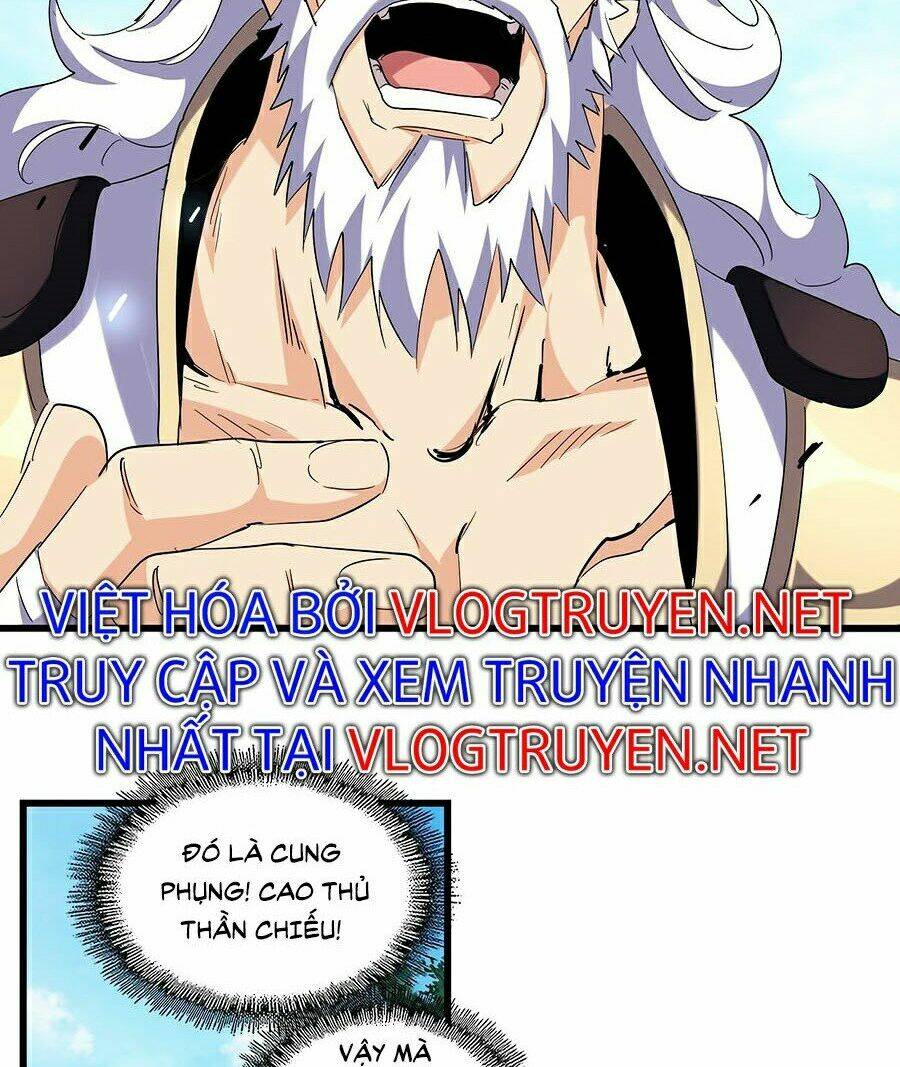 VIỆT HÓA BỞI VLOGTRUYEN.NET
TRUY CẬP VÀ XEM TRUYỆN NHANH
NHẤT TẠI VLOGTRUYEN.NET
ĐÓ LÀ CUNG
PHỤNG! CAO THỦ
THẦN CHIẾU!
VẬY MÀ